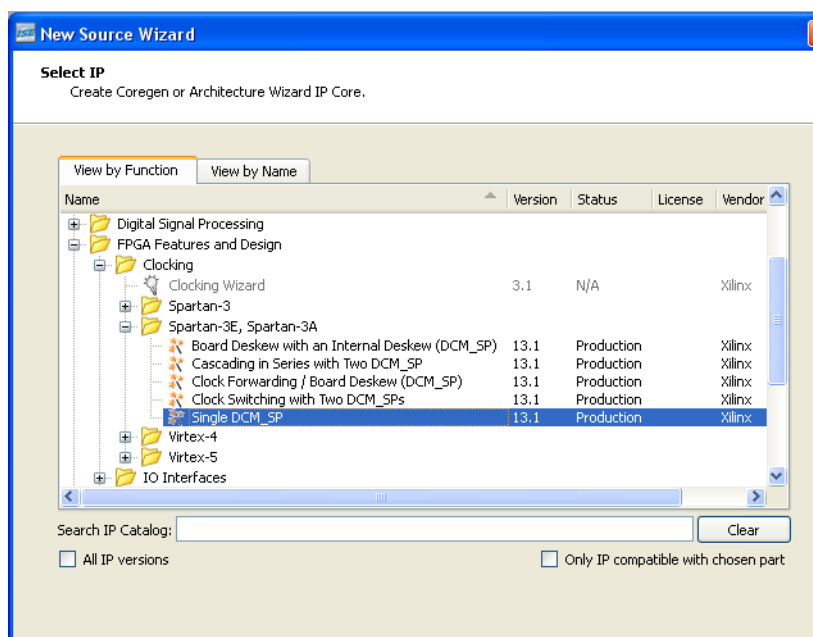 ISE New Source Wizard
Select IP
Create Coregen or Architecture Wizard IP Core.
View by Function View by Name
Name Version Status License Vendor
Digital Signal Processing
FPGA Features and Design
Clocking
Clocking Wizard 3.1 N/A Xilinx
Spartan-3
Spartan-3E, Spartan-3A
Board Deskew with an Internal Deskew (DCM_SP) 13.1 Production Xilinx
Cascading in Series with Two DCM_SP 13.1 Production Xilinx
Clock Forwarding / Board Deskew (DCM_SP) 13.1 Production Xilinx
Clock Switching with Two DCM_SPs 13.1 Production Xilinx
Single DCM_SP 13.1 Production Xilinx
Virtex-4
Virtex-5
IO Interfaces
Search IP Catalog: Clear
All IP versions Only IP compatible with chosen part